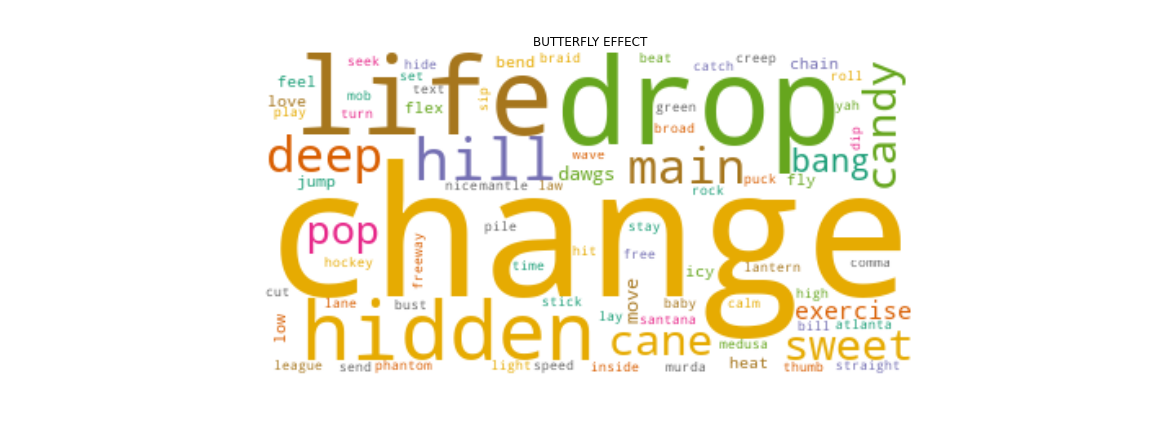 BUTTERFLY EFFECT
life
drop
seek
hide
set
text
bend
braid
sip
beat
catch
creep
chain
roll
feel
love
play
mob
turn
flex
green
broad
yah
dip
candy
deep
hill
main
bang
wave
dawgs
jump
nice
mantle
law
puck
fly
rock
change
pop
hockey
freeway
pile
time
hit
stay
free
icy
lantern
comma
cut
low
lane
bust
stick
lay
move
baby
santana
calm
high
exercise
bill
atlanta
hidden
cane
medusa
sweet
league
send
phantom
light
speed
inside
murda
heat
thumb
straight